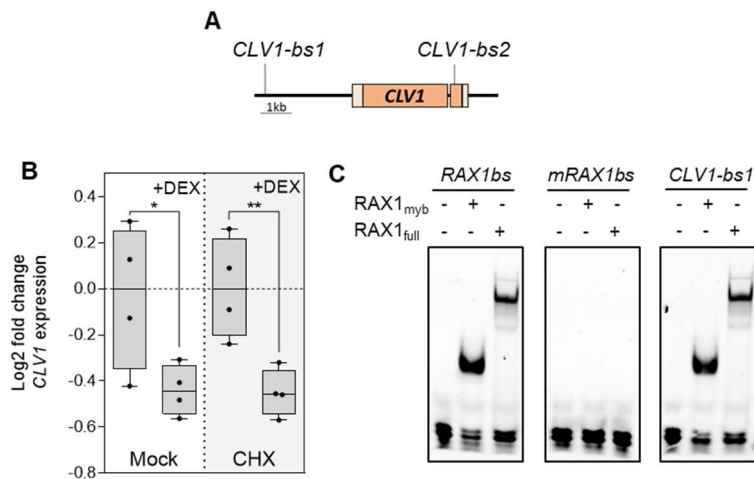 A
CLV1-bs1 CLV1-bs2
CLV1
1kb
B
+DEX +DEX
* **
0.4
0.2
0.0
-0.2
-0.4
-0.6
-0.8
Log2 fold change
CLV1 expression
Mock CHX
C
RAX1bs mRAX1bs CLV1-bs1
RAX1myb - + - - + - - + -
RAX1full - - + - - + - - +